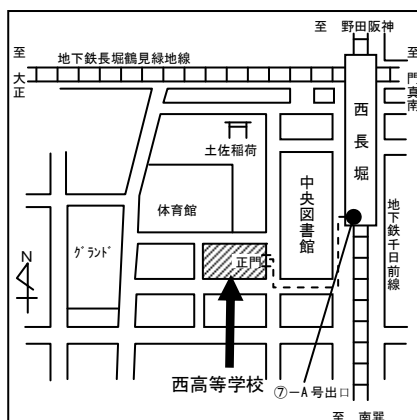 至 野田阪神
至 大正
地下鉄長堀鶴見緑地線
至 門真南
西長堀
土佐稲荷
体育館
中央図書館
地下鉄千日前線
グランド
正門
N
西高等学校
⑦−A号出口
至 南巽